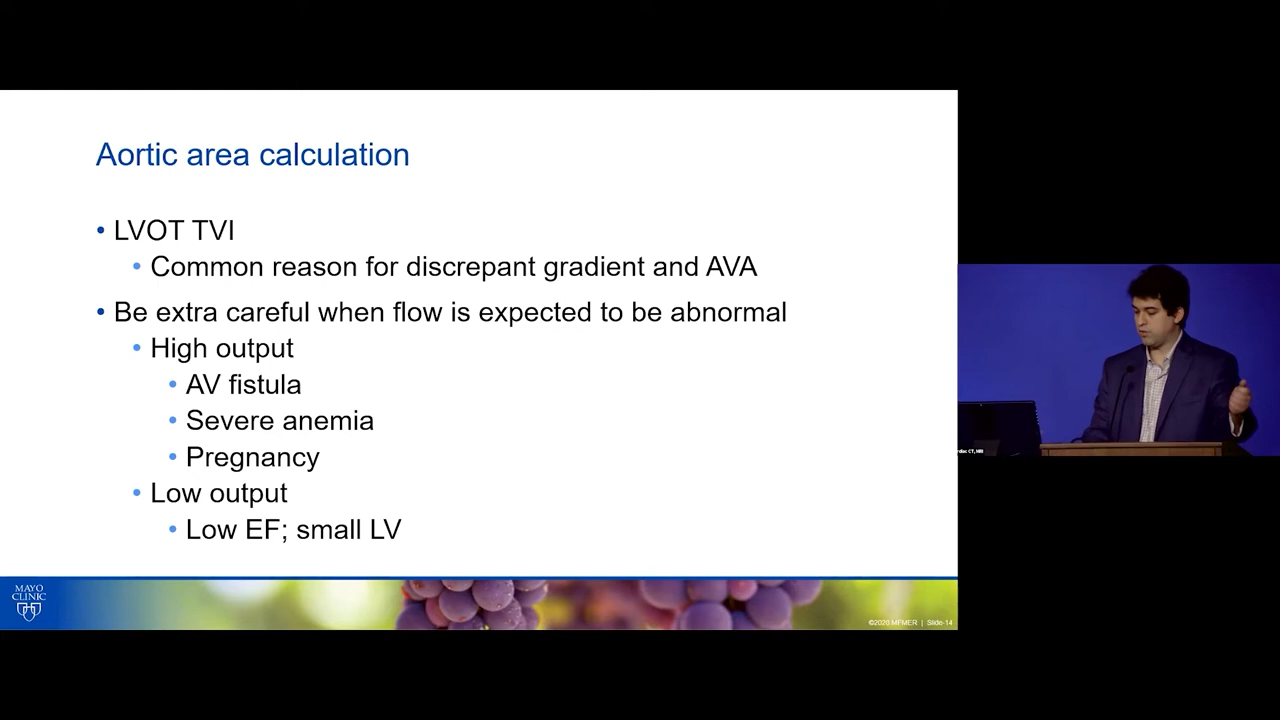 Aortic area calculation
• LVOT TVI
• Common reason for discrepant gradient and AVA
• Be extra careful when flow is expected to be abnormal
• High output
• AV fistula
• Severe anemia
• Pregnancy
• Low output
• Low EF; small LV
MAYO
CLINIC
©2020 MFMER | Slide-14
CT, MRI